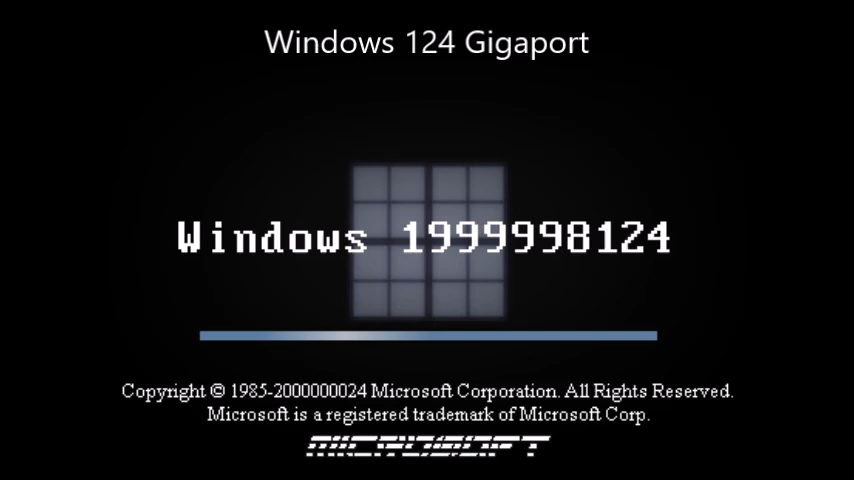 Windows 124 Gigaport
Windows 1999998124
Copyright © 1985-2000000024 Microsoft Corporation. All Rights Reserved.
Microsoft is a registered trademark of Microsoft Corp.
MICROSOFT